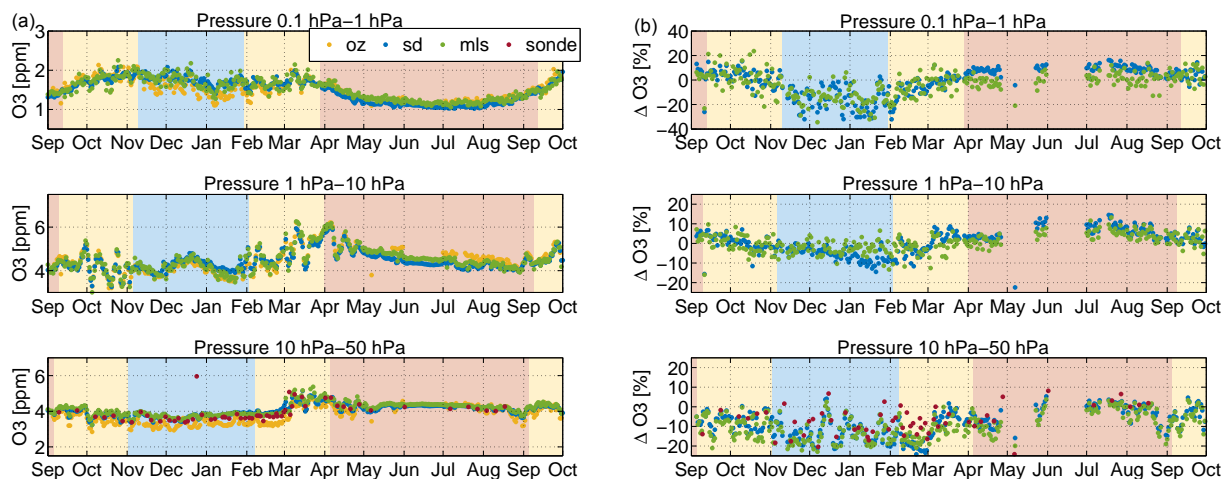 (a) Pressure 0.1 hPa−1 hPa
3
2
1
O3 [ppm]
oz sd mls sonde
Sep Oct Nov Dec Jan Feb Mar Apr May Jun Jul Aug Sep Oct
Pressure 1 hPa−10 hPa
6
4
O3 [ppm]
Sep Oct Nov Dec Jan Feb Mar Apr May Jun Jul Aug Sep Oct
Pressure 10 hPa−50 hPa
6
4
2
O3 [ppm]
Sep Oct Nov Dec Jan Feb Mar Apr May Jun Jul Aug Sep Oct
(b) Pressure 0.1 hPa−1 hPa
40
20
0
−20
−40
Δ O3 [%]
Sep Oct Nov Dec Jan Feb Mar Apr May Jun Jul Aug Sep Oct
Pressure 1 hPa−10 hPa
20
10
0
−10
−20
Δ O3 [%]
Sep Oct Nov Dec Jan Feb Mar Apr May Jun Jul Aug Sep Oct
Pressure 10 hPa−50 hPa
20
10
0
−10
−20
Δ O3 [%]
Sep Oct Nov Dec Jan Feb Mar Apr May Jun Jul Aug Sep Oct